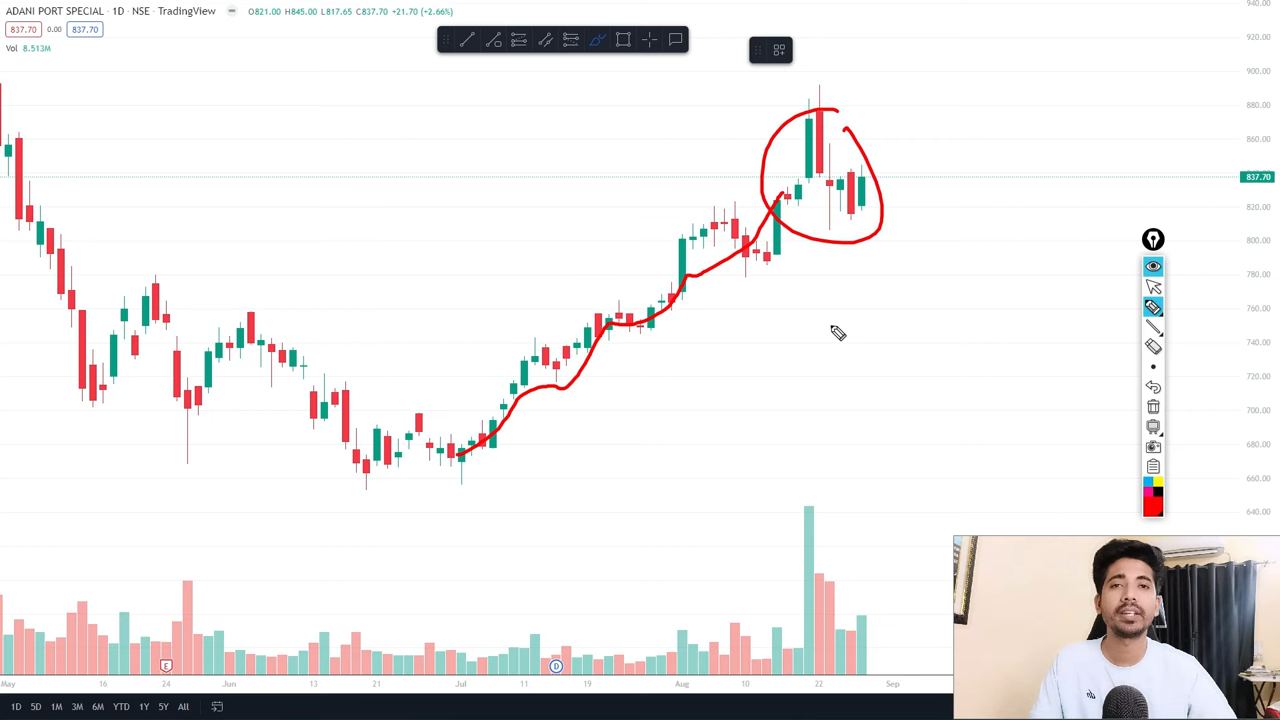 ADANI PORT SPECIAL · 1D · NSE · TradingView O821.00 H845.00 L817.65 C837.70 +21.70 (+2.66%)
837.70 0.00 837.70
Vol 8.513M
940.00
920.00
900.00
880.00
860.00
837.70
820.00
800.00
780.00
760.00
740.00
720.00
700.00
680.00
660.00
640.00
E D
May 16 24 Jun 13 21 Jul 11 19 Aug 10 22 Sep
1D 5D 1M 3M 6M YTD 1Y 5Y All